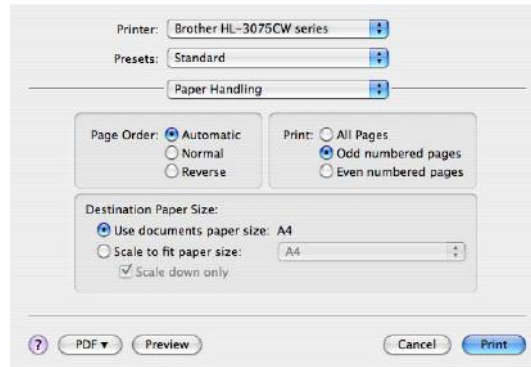 Printer: Brother HL-3075CW series
Presets: Standard
Paper Handling
Page Order: Automatic
Normal
Reverse
Print: All Pages
Odd numbered pages
Even numbered pages
Destination Paper Size:
Use documents paper size: A4
Scale to fit paper size: A4
Scale down only
? PDF▼ Preview Cancel Print